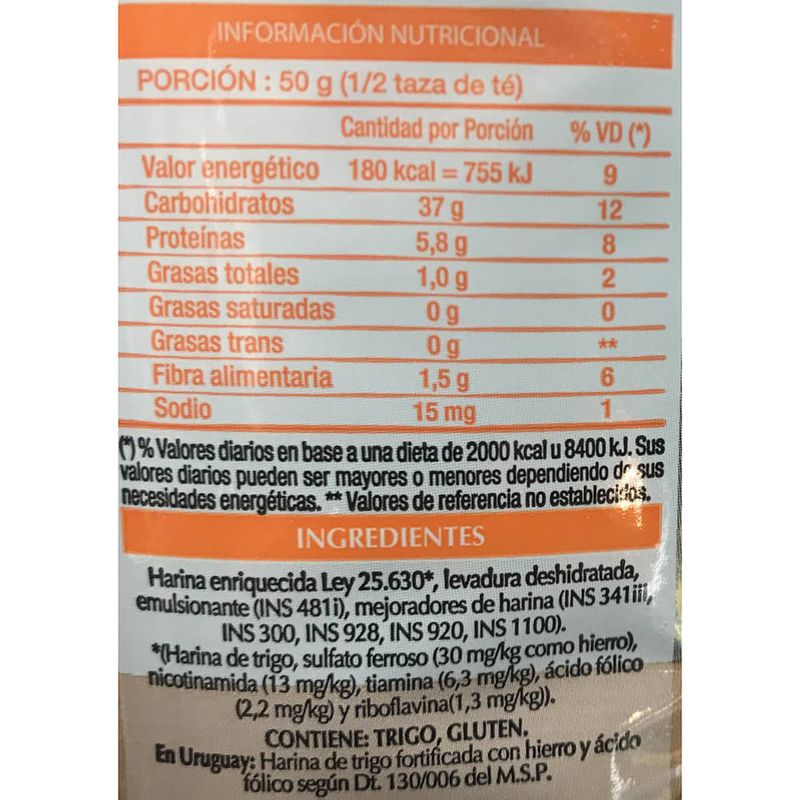 INFORMACIÓN NUTRICIONAL
PORCIÓN : 50 g (1/2 taza de té)
Cantidad por Porción % VD (*)
Valor energético 180 kcal = 755 kJ 9
Carbohidratos 37 g 12
Proteínas 5,8 g 8
Grasas totales 1,0 g 2
Grasas saturadas 0 g 0
Grasas trans 0 g **
Fibra alimentaria 1,5 g 6
Sodio 15 mg 1
(*) % Valores diarios en base a una dieta de 2000 kcal u 8400 kJ. Sus
valores diarios pueden ser mayores o menores dependiendo de sus
necesidades energéticas. ** Valores de referencia no establecidos.
INGREDIENTES
Harina enriquecida Ley 25.630*, levadura deshidratada,
emulsionante (INS 481i), mejoradores de harina (INS 341iii,
INS 300, INS 928, INS 920, INS 1100).
*(Harina de trigo, sulfato ferroso (30 mg/kg como hierro),
nicotinamida (13 mg/kg), tiamina (6,3 mg/kg), ácido fólico
(2,2 mg/kg) y riboflavina(1,3 mg/kg)).
CONTIENE: TRIGO, GLUTEN.
En Uruguay: Harina de trigo fortificada con hierro y ácido
fólico según Dt. 130/006 del M.S.P.